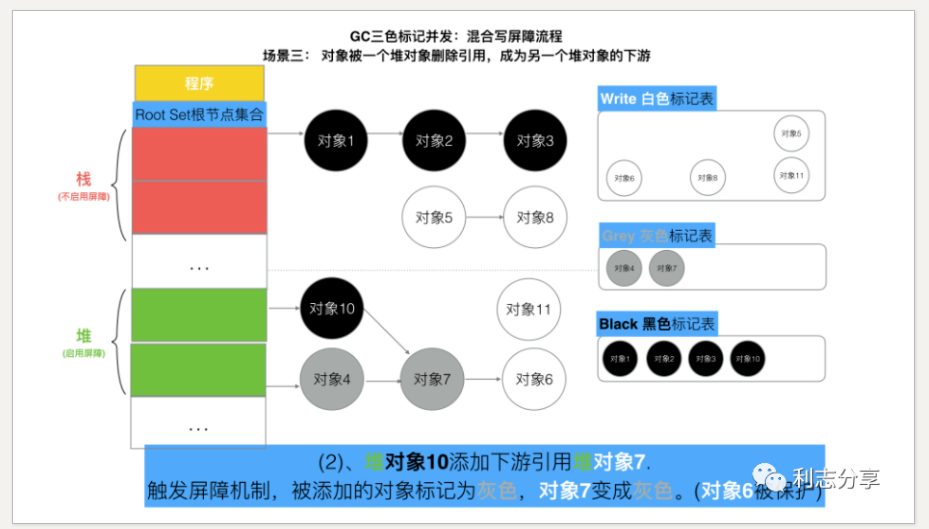 GC三色标记并发：混合写屏障流程
场景三： 对象被一个堆对象删除引用，成为另一个堆对象的下游
程序
Root Set根节点集合
栈
(不启用屏障)
...
堆
(启用屏障)
...
对象1
对象2
对象3
对象5
对象8
对象10
对象11
对象4
对象7
对象6
Write 白色标记表
对象5
对象6
对象8
对象11
Grey 灰色标记表
对象4
对象7
Black 黑色标记表
对象1
对象2
对象3
对象10
(2)、堆对象10添加下游引用堆对象7.
触发屏障机制，被添加的对象标记为灰色，对象7变成灰色。(对象6被保护)
利志分享